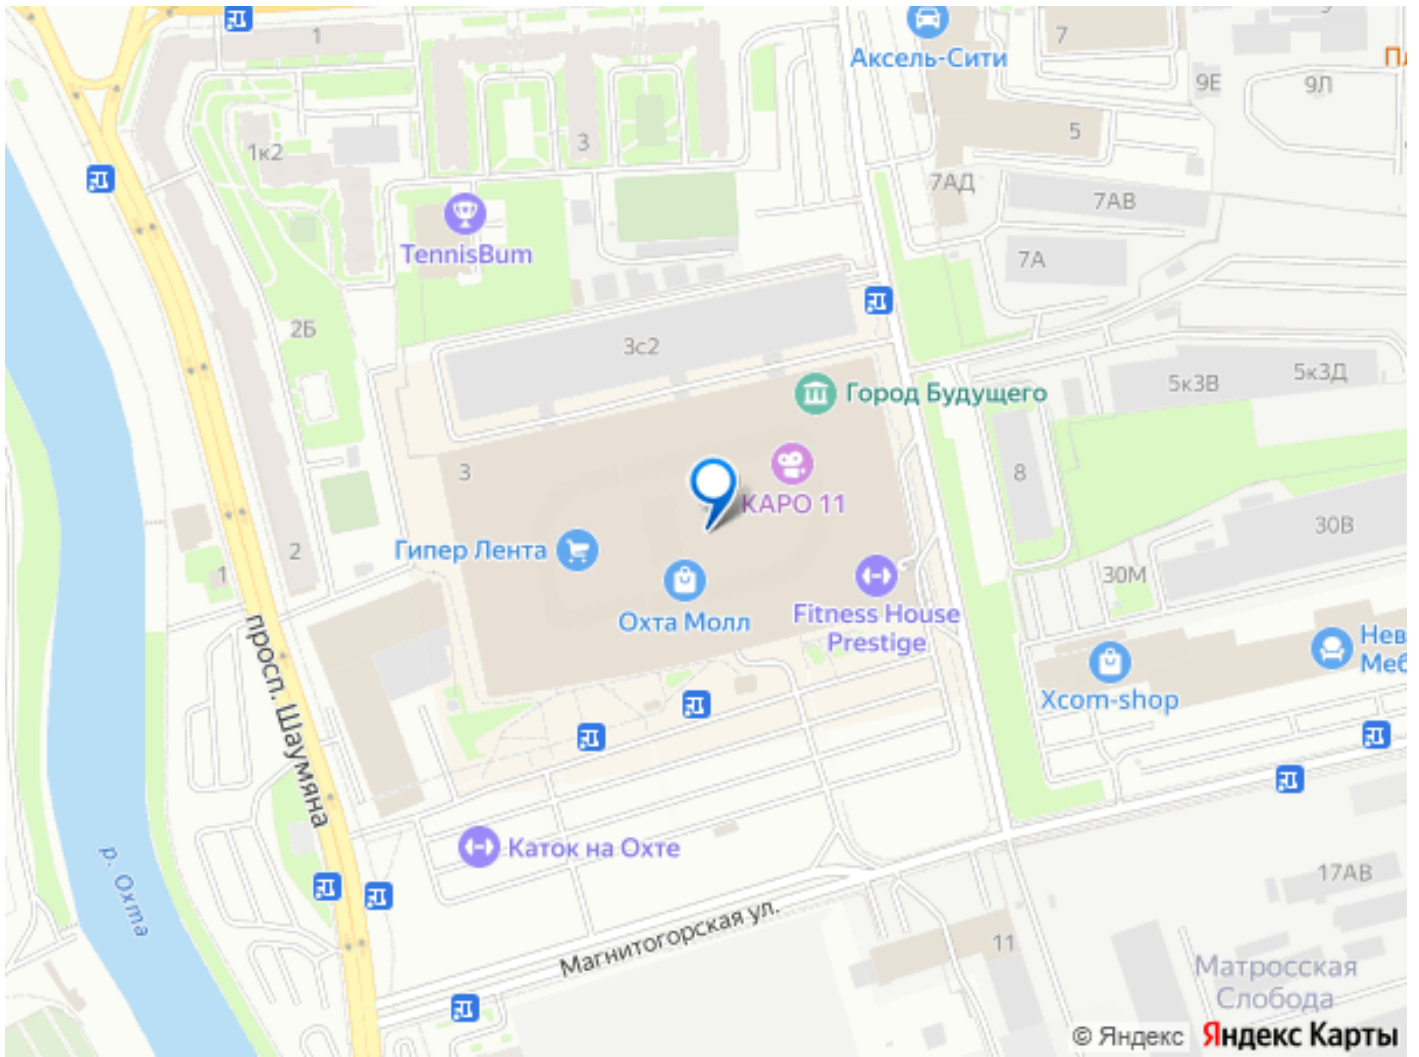 1
7
Аксель-Сити
9Е
9Л
5
1к2
3
7АД
7АВ
TennisBum
7А
2Б
3с2
5к3В
5к3Д
Город Будущего
3
8
КАРО 11
30В
Гипер Лента
2
1
30М
Охта Молл
Fitness House
Prestige
Нев
Меб
Xcom-shop
просп. Шаумяна
Каток на Охте
р. Охта
17АВ
Магнитогорская ул.
11
Матросская
Слобода
© Яндекс
Яндекс Карты